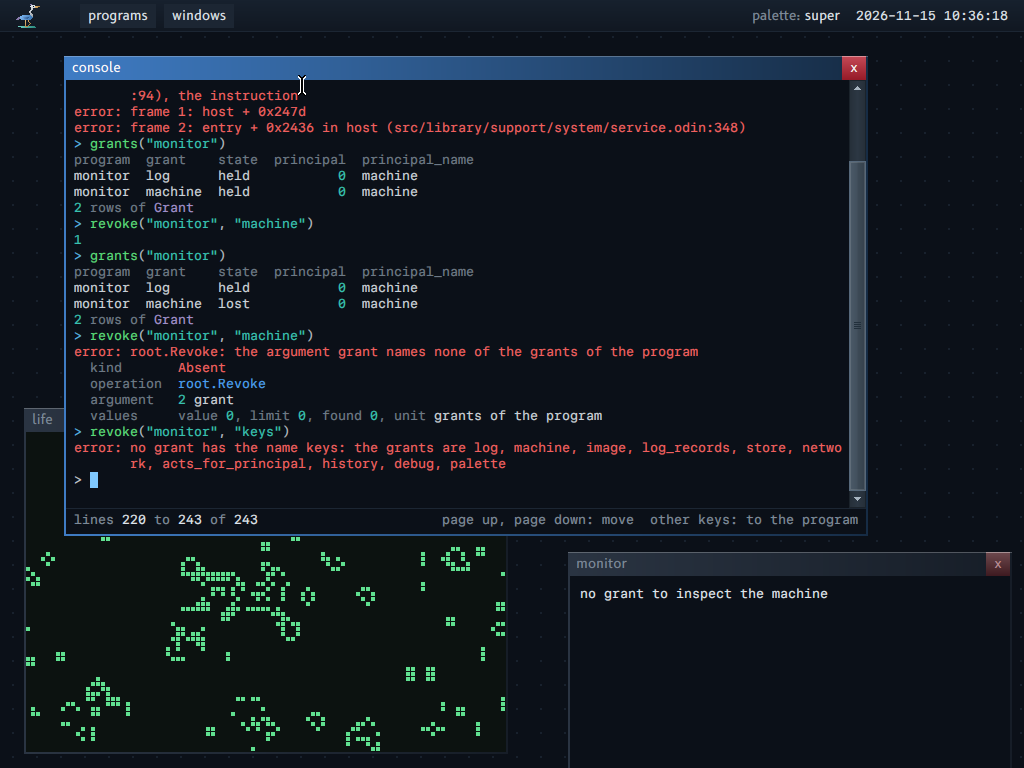 programs windows palette: super 2026-11-15 10:36:18
console x
:94), the instruction
error: frame 1: host + 0x247d
error: frame 2: entry + 0x2436 in host (src/library/support/system/service.odin:348)
> grants("monitor")
program grant state principal principal_name
monitor log held 0 machine
monitor machine held 0 machine
2 rows of Grant
> revoke("monitor", "machine")
1
> grants("monitor")
program grant state principal principal_name
monitor log held 0 machine
monitor machine lost 0 machine
2 rows of Grant
> revoke("monitor", "machine")
error: root.Revoke: the argument grant names none of the grants of the program
kind Absent
operation root.Revoke
argument 2 grant
values value 0, limit 0, found 0, unit grants of the program
> revoke("monitor", "keys")
error: no grant has the name keys: the grants are log, machine, image, log_records, store, netwo
rk, acts_for_principal, history, debug, palette
>
lines 220 to 243 of 243 page up, page down: move other keys: to the program
life
monitor x
no grant to inspect the machine